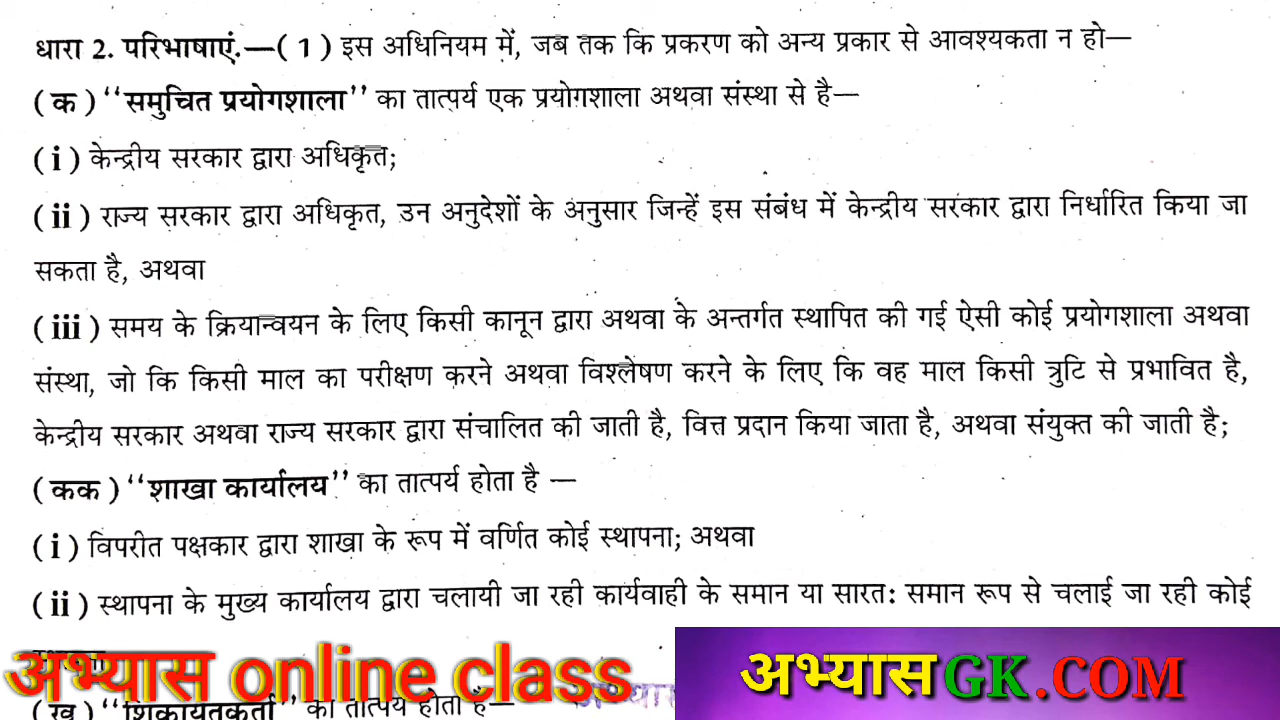 धारा 2. परिभाषाएं.—(1) इस अधिनियम में, जब तक कि प्रकरण को अन्य प्रकार से आवश्यकता न हो—
(क) ‘‘समुचित प्रयोगशाला’’ का तात्पर्य एक प्रयोगशाला अथवा संस्था से है—
(i) केन्द्रीय सरकार द्वारा अधिकृत;
(ii) राज्य सरकार द्वारा अधिकृत, उन अनुदेशों के अनुसार जिन्हें इस संबंध में केन्द्रीय सरकार द्वारा निर्धारित किया जा
सकता है, अथवा
(iii) समय के क्रियान्वयन के लिए किसी कानून द्वारा अथवा के अन्तर्गत स्थापित की गई ऐसी कोई प्रयोगशाला अथवा
संस्था, जो कि किसी माल का परीक्षण करने अथवा विश्लेषण करने के लिए कि वह माल किसी त्रुटि से प्रभावित है,
केन्द्रीय सरकार अथवा राज्य सरकार द्वारा संचालित की जाती है, वित्त प्रदान किया जाता है, अथवा संयुक्त की जाती है;
(कक) ‘‘शाखा कार्यालय’’ का तात्पर्य होता है —
(i) विपरीत पक्षकार द्वारा शाखा के रूप में वर्णित कोई स्थापना; अथवा
(ii) स्थापना के मुख्य कार्यालय द्वारा चलायी जा रही कार्यवाही के समान या सारतः समान रूप से चलाई जा रही कोई
(ख) ‘‘शिकायतकर्ता’’ का तात्पर्य होता है—
अभ्यास online class
अभ्यास GK.COM